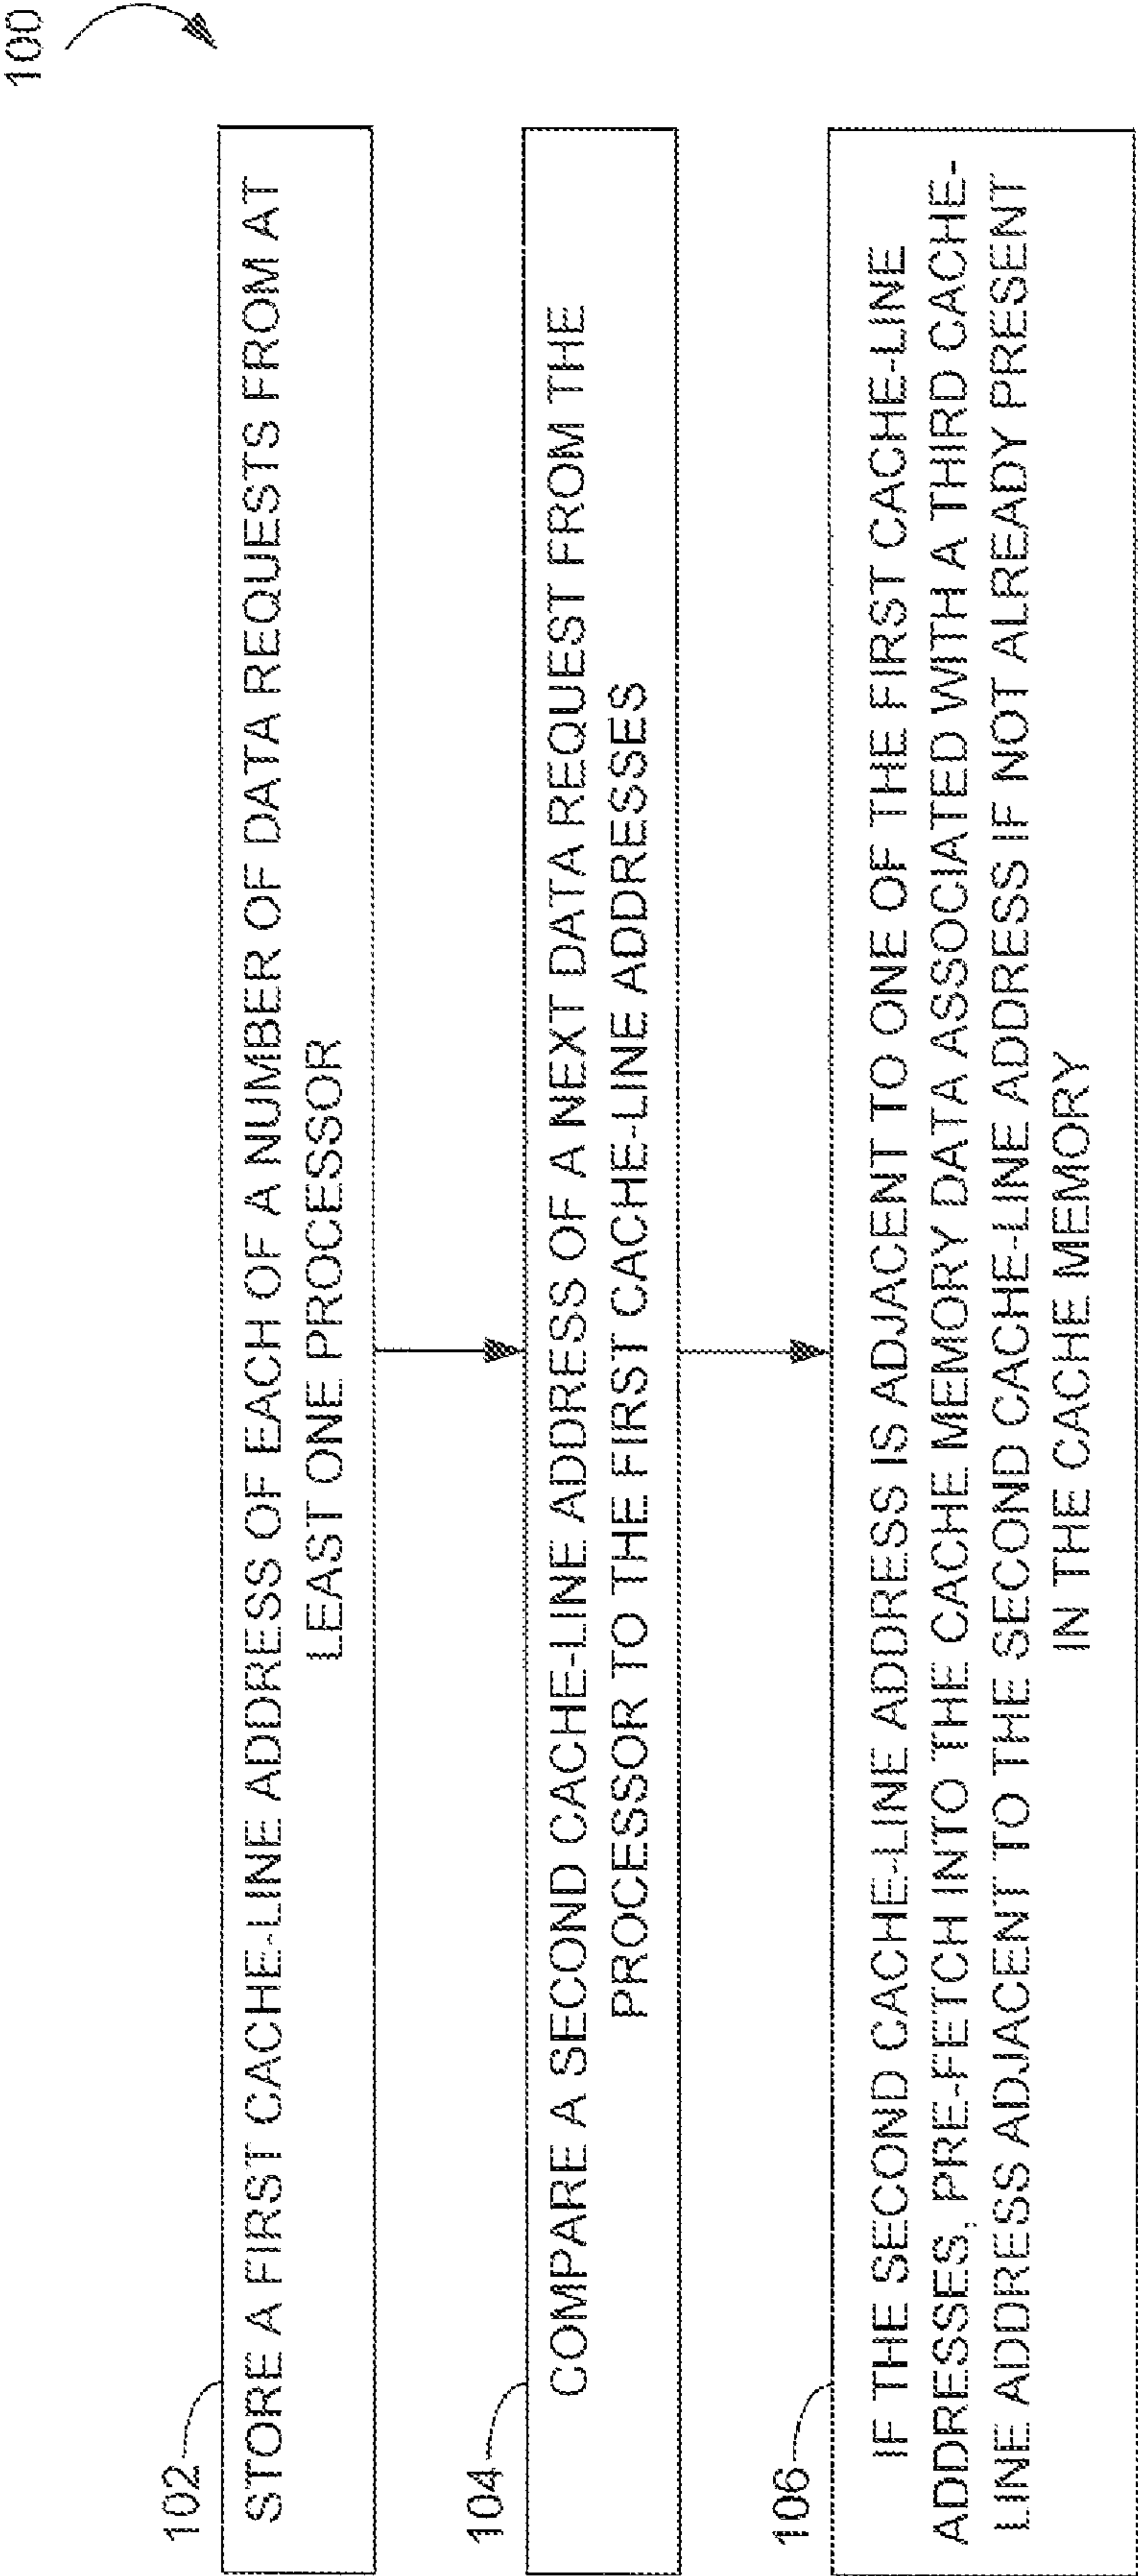 100
102
STORE A FIRST CACHE-LINE ADDRESS OF EACH OF A NUMBER OF DATA REQUESTS FROM AT
LEAST ONE PROCESSOR
104
COMPARE A SECOND CACHE-LINE ADDRESS OF A NEXT DATA REQUEST FROM THE
PROCESSOR TO THE FIRST CACHE-LINE ADDRESSES
106
IF THE SECOND CACHE-LINE ADDRESS IS ADJACENT TO ONE OF THE FIRST CACHE-LINE
ADDRESSES, PRE-FETCH INTO THE CACHE MEMORY DATA ASSOCIATED WITH A THIRD CACHE-
LINE ADDRESS ADJACENT TO THE SECOND CACHE-LINE ADDRESS IF NOT ALREADY PRESENT
IN THE CACHE MEMORY